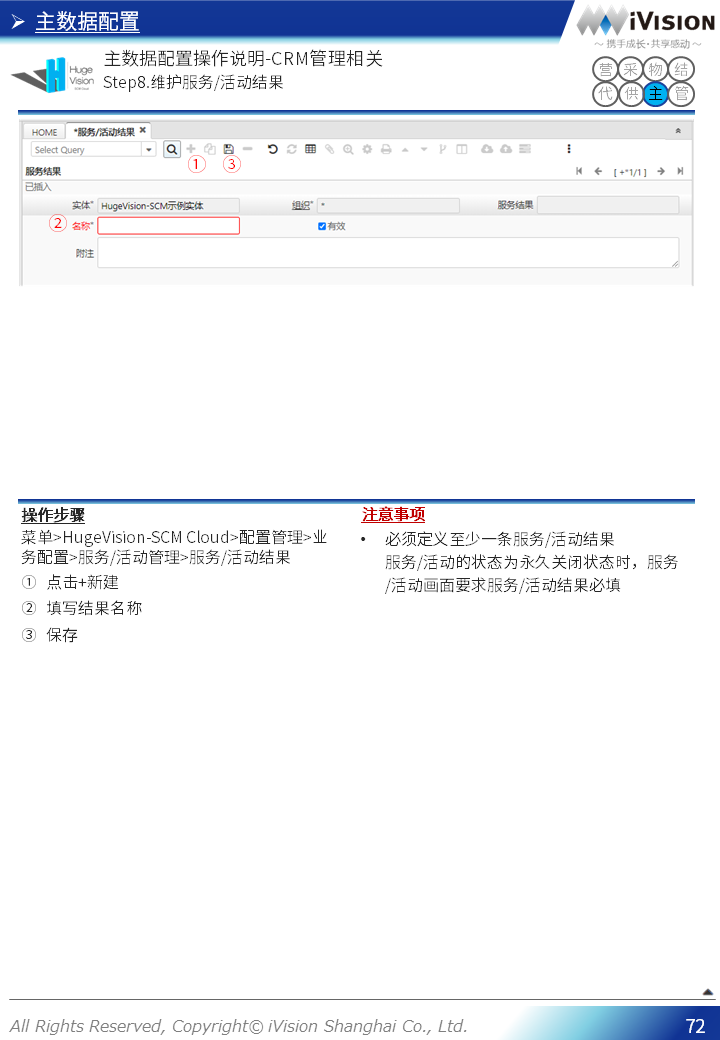 ➢ 主数据配置
iVISION
～ 携手成长·共享感动 ～
Huge
Vision
主数据配置操作说明-CRM管理相关
Step8.维护服务/活动结果
营 采 物 结
代 供 主 管
HOME *服务/活动结果 ✖
Select Query
① ③
服务结果
[ +*1/1 ]
已插入
实体* HugeVision-SCM示例实体 组织* * 服务结果
② 名称* 有效
附注
操作步骤
菜单>HugeVision-SCM Cloud>配置管理>业
务配置>服务/活动管理>服务/活动结果
① 点击+新建
② 填写结果名称
③ 保存
注意事项
• 必须定义至少一条服务/活动结果
服务/活动的状态为永久关闭状态时，服务
/活动画面要求服务/活动结果必填
All Rights Reserved, Copyright© iVision Shanghai Co., Ltd.
72